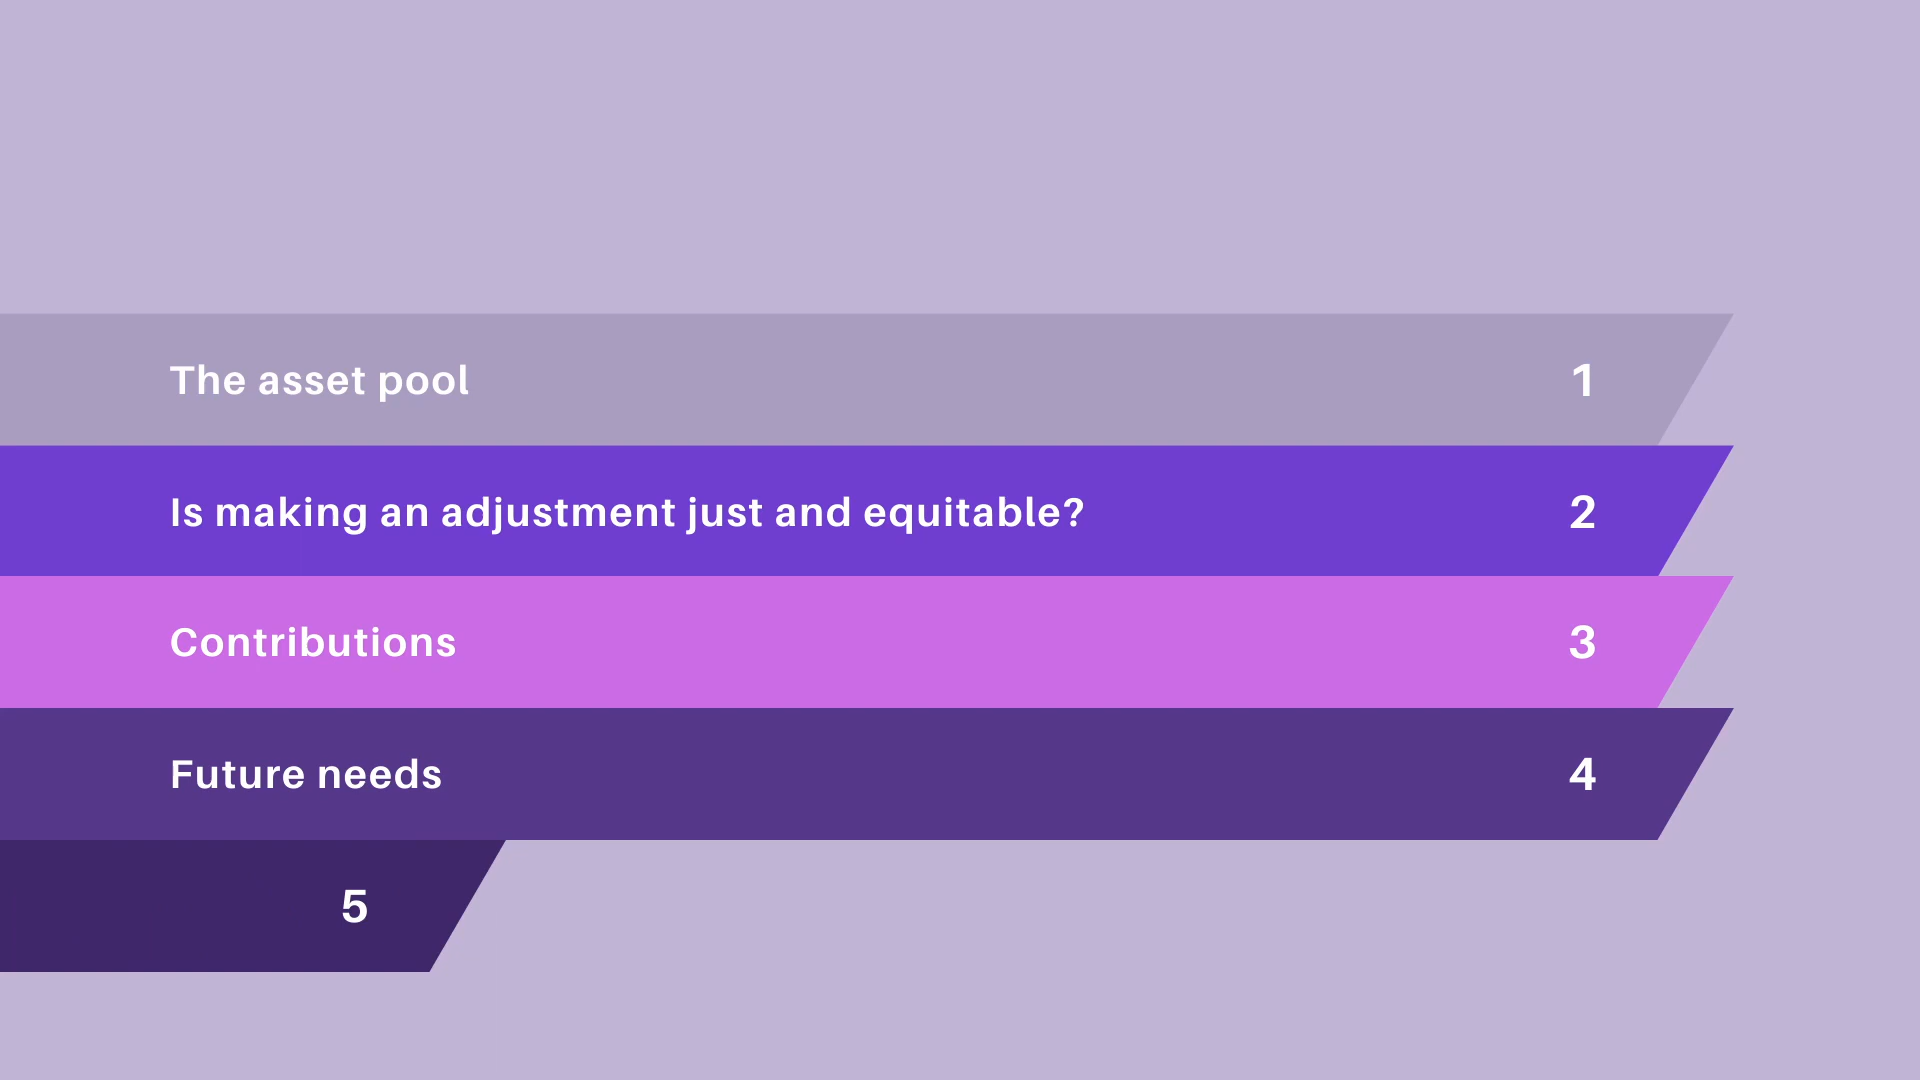 The asset pool 1
Is making an adjustment just and equitable? 2
Contributions 3
Future needs 4
5